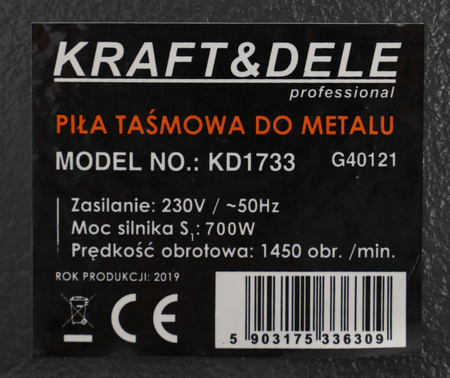 KRAFT&DELE
professional
PIŁA TAŚMOWA DO METALU
MODEL NO.: KD1733 G40121
Zasilanie: 230V / ~50Hz
Moc silnika S₁: 700W
Prędkość obrotowa: 1450 obr. /min.
ROK PRODUKCJI: 2019
CE
5 903175 336309